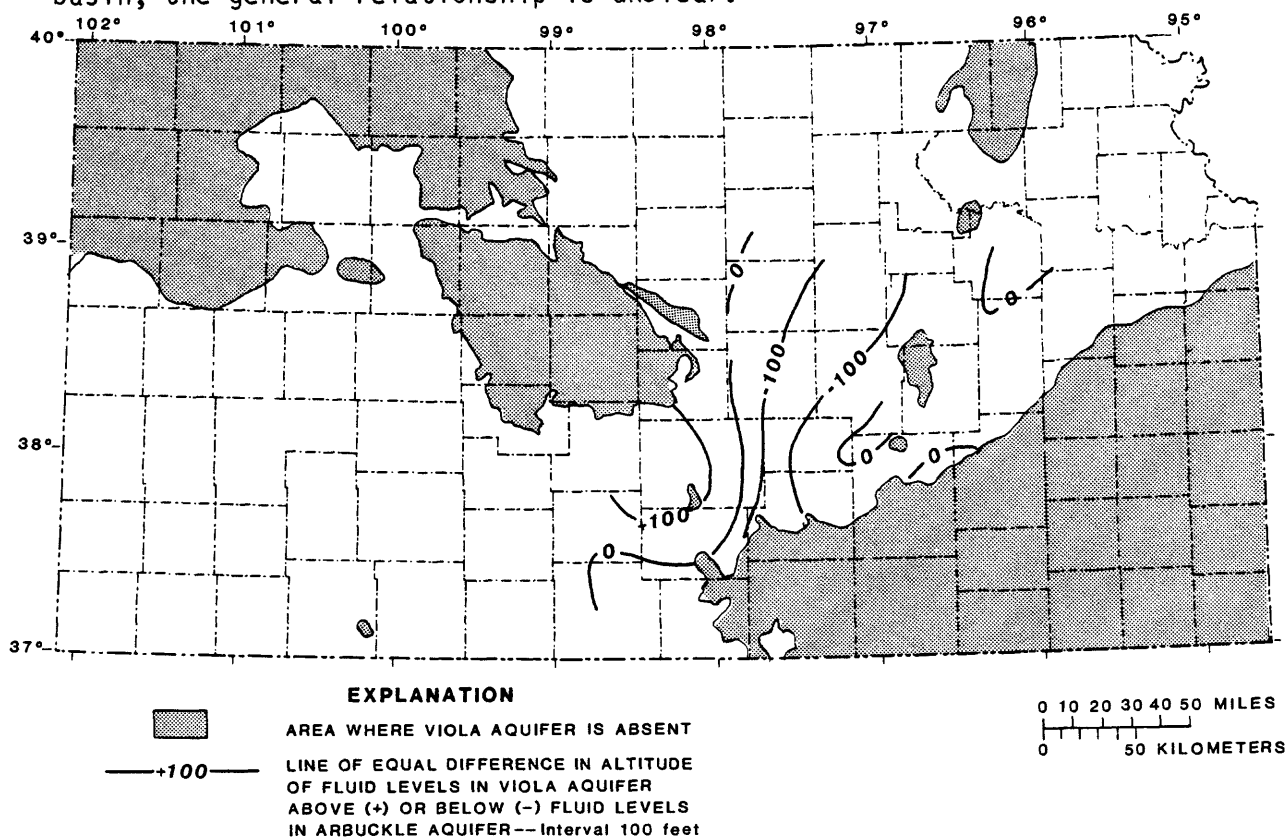 basin, the general relationship is unclear.
102° 101° 100° 99° 98° 97° 96° 95°
40°
39°
38°
37°
0
-100
-100
0
0
0
+100
0
EXPLANATION
AREA WHERE VIOLA AQUIFER IS ABSENT
+100 LINE OF EQUAL DIFFERENCE IN ALTITUDE
OF FLUID LEVELS IN VIOLA AQUIFER
ABOVE (+) OR BELOW (-) FLUID LEVELS
IN ARBUCKLE AQUIFER--Interval 100 feet
0 10 20 30 40 50 MILES
0 50 KILOMETERS